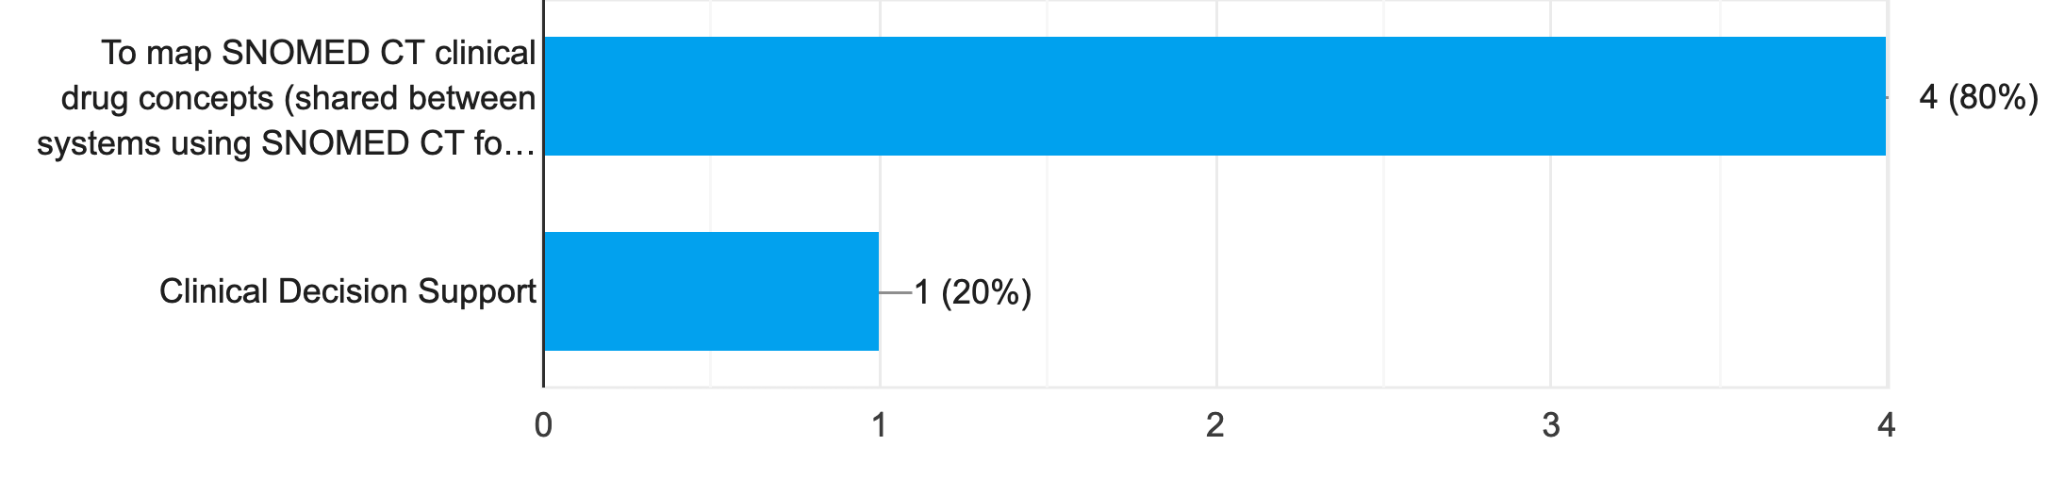 To map SNOMED CT clinical
drug concepts (shared between
systems using SNOMED CT fo…
4 (80%)
Clinical Decision Support
1 (20%)
0 1 2 3 4